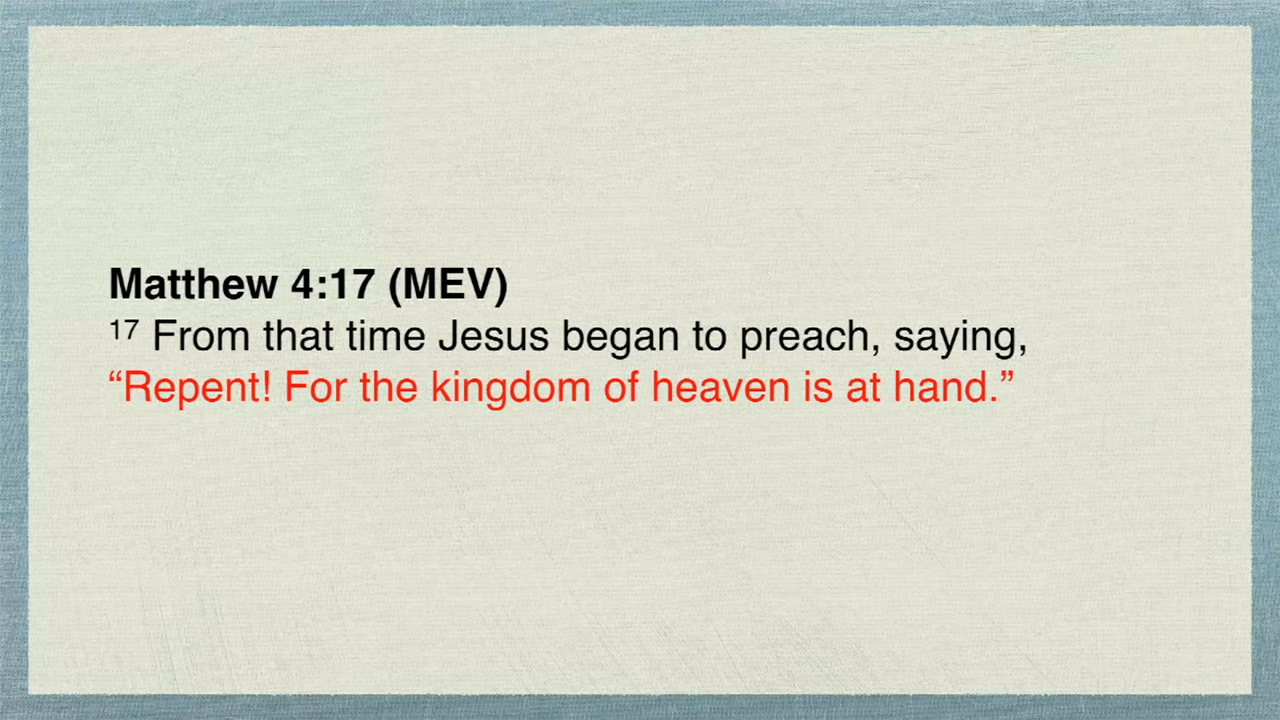 Matthew 4:17 (MEV)
17 From that time Jesus began to preach, saying,
“Repent! For the kingdom of heaven is at hand.”